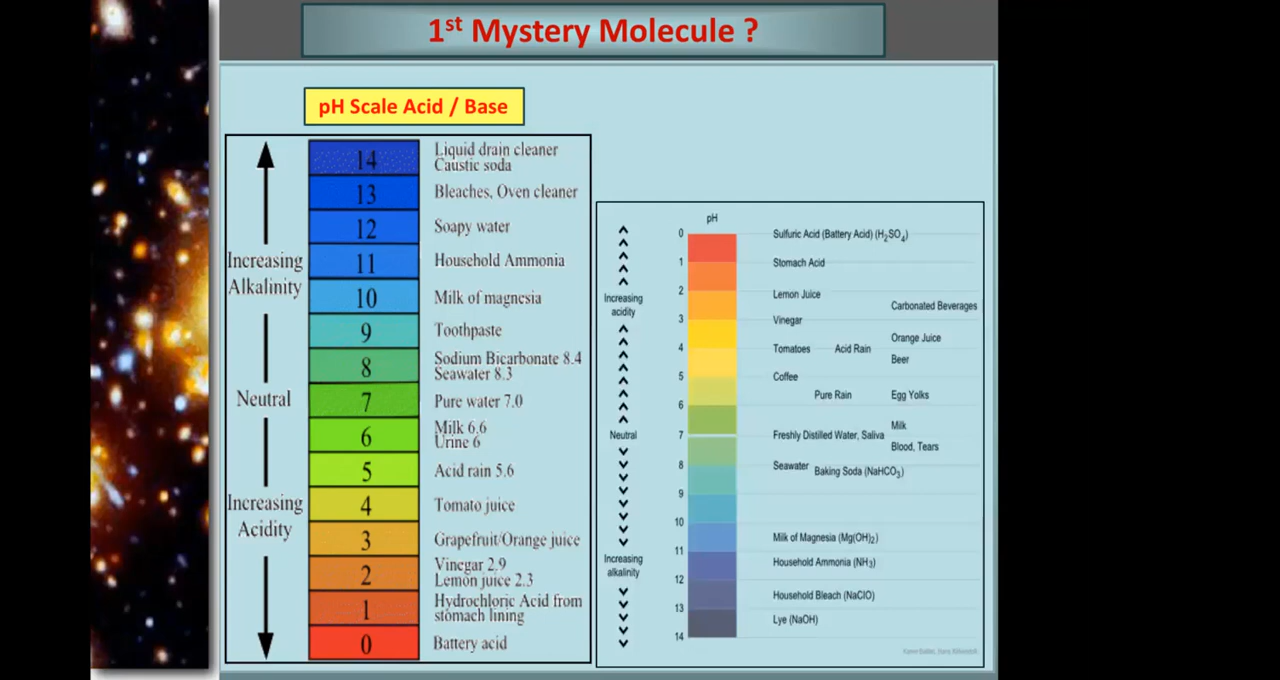 1st Mystery Molecule ?
pH Scale Acid / Base
Increasing
Alkalinity
Neutral
Increasing
Acidity
14 Liquid drain cleaner
Caustic soda
13 Bleaches, Oven cleaner
12 Soapy water
11 Household Ammonia
10 Milk of magnesia
9 Toothpaste
8 Sodium Bicarbonate 8.4
Seawater 8.3
7 Pure water 7.0
6 Milk 6.6
Urine 6
5 Acid rain 5.6
4 Tomato juice
3 Grapefruit/Orange juice
2 Vinegar 2.9
Lemon juice 2.3
1 Hydrochloric Acid from
stomach lining
0 Battery acid
pH
Increasing
acidity
Neutral
Increasing
alkalinity
0 Sulfuric Acid (Battery Acid) (H₂SO₄)
1 Stomach Acid
2 Lemon Juice
Carbonated Beverages
3 Vinegar
Orange Juice
4 Tomatoes Acid Rain
Beer
5 Coffee
Pure Rain Egg Yolks
6
Milk
7 Freshly Distilled Water, Saliva
Blood, Tears
8 Seawater
Baking Soda (NaHCO₃)
9
10
Milk of Magnesia (Mg(OH)₂)
11
Household Ammonia (NH₃)
12
Household Bleach (NaClO)
13
Lye (NaOH)
14